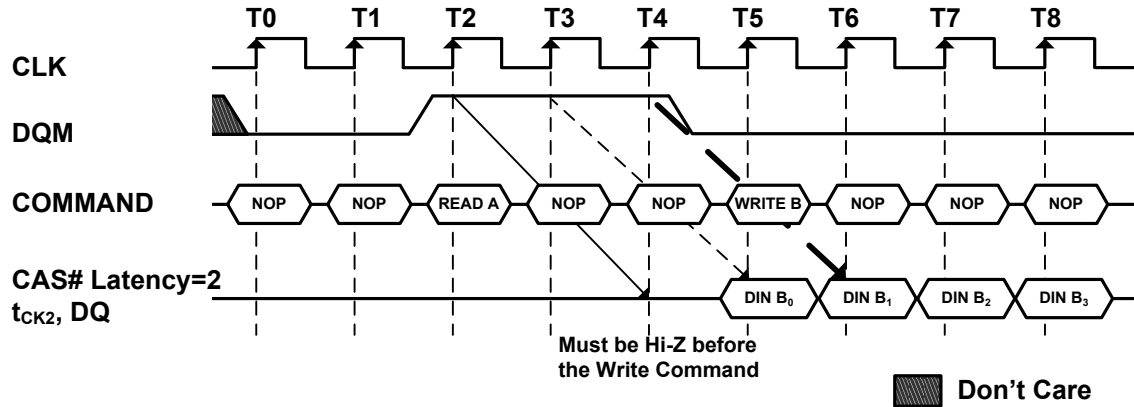 T0 T1 T2 T3 T4 T5 T6 T7 T8
CLK
DQM
COMMAND NOP NOP READ A NOP NOP WRITE B NOP NOP NOP
CAS# Latency=2
tCK2, DQ DIN B0 DIN B1 DIN B2 DIN B3
Must be Hi-Z before
the Write Command
Don't Care